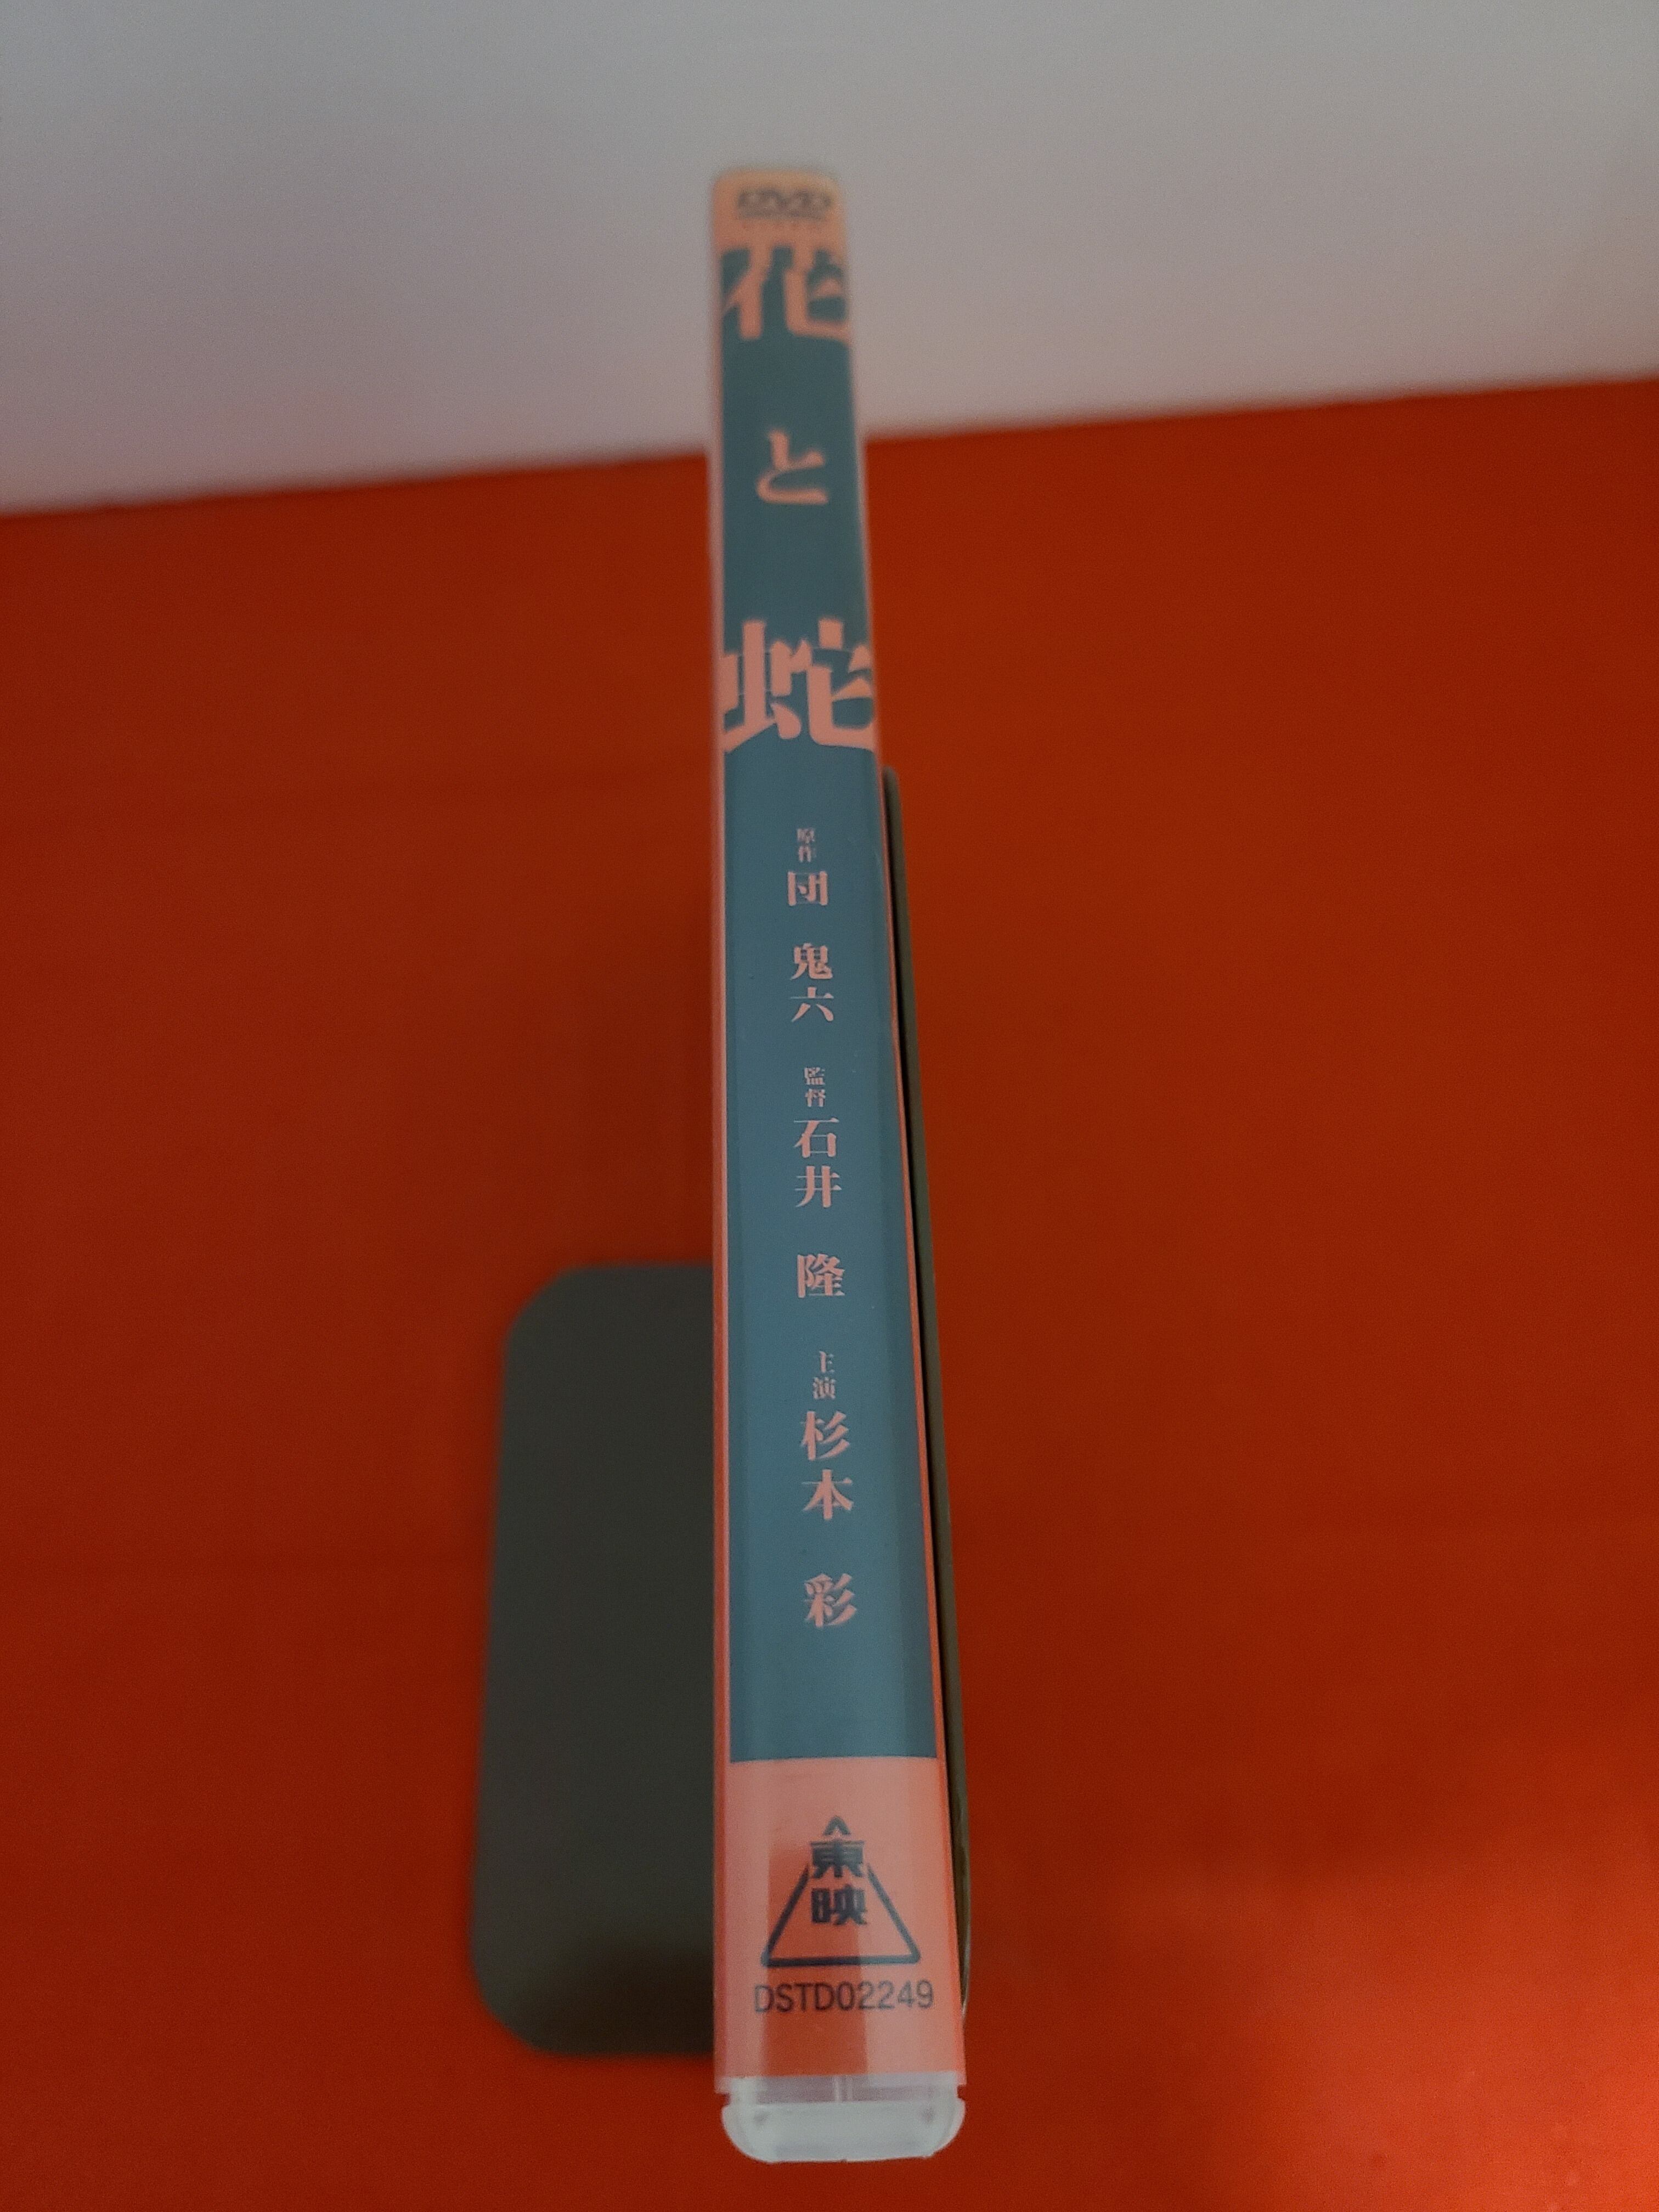 DVD
花と蛇
原作 団 鬼六 監督 石井 隆 主演 杉本 彩
東映
DSTD02249